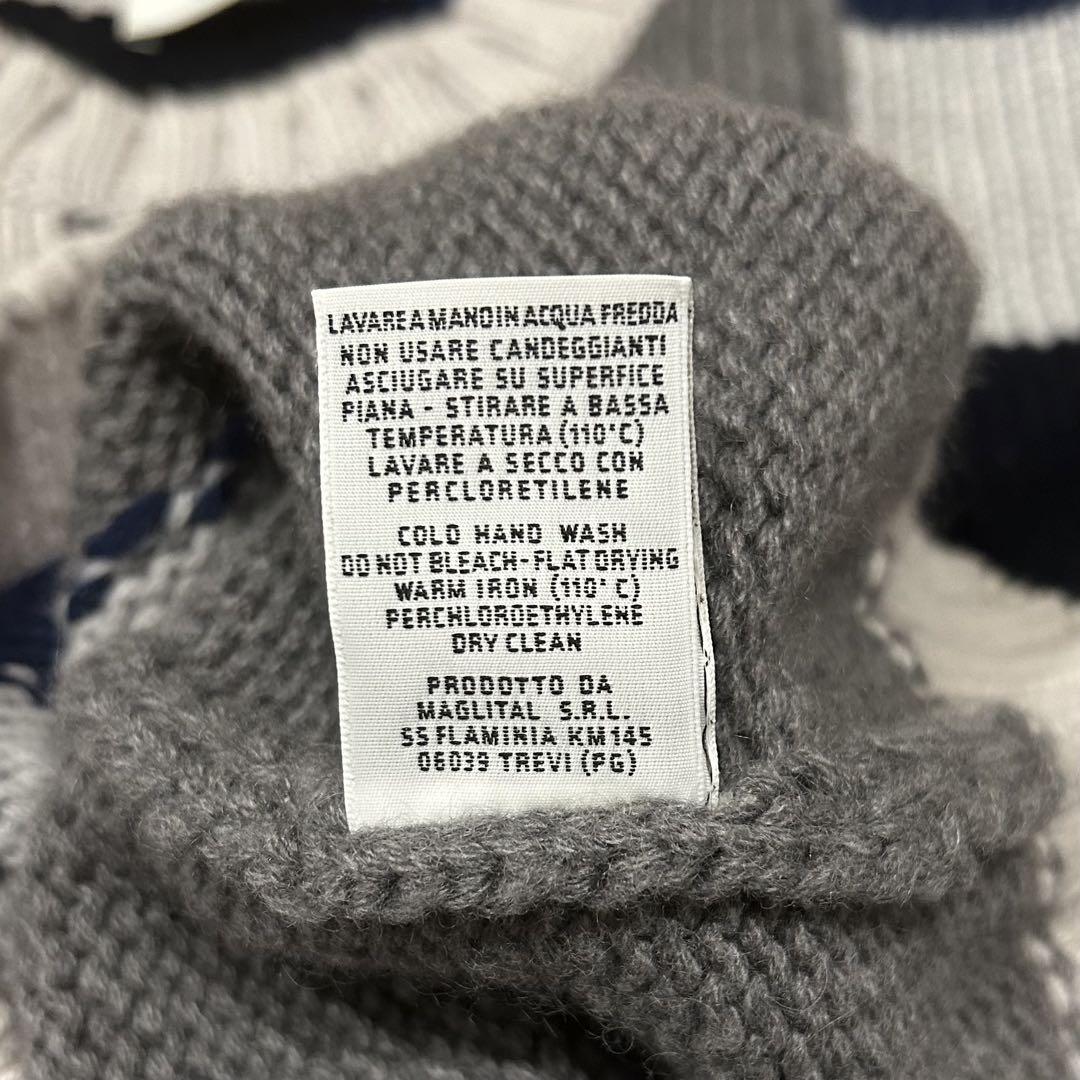 LAVARE A MANO IN ACQUA FREDDA
NON USARE CANDEGGIANTI
ASCIUGARE SU SUPERFICE
PIANA - STIRARE A BASSA
TEMPERATURA (110°C)
LAVARE A SECCO CON
PERCLORETILENE
COLD HAND WASH
DO NOT BLEACH-FLAT DRYING
WARM IRON (110°C)
PERCHLOROETHYLENE
DRY CLEAN
PRODOTTO DA
MAGLITAL S.R.L.
SS FLAMINIA KM 145
06039 TREVI (PG)